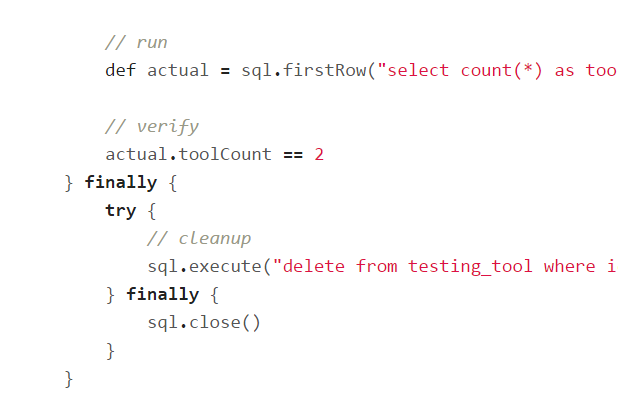 // run
def actual = sql.firstRow("select count(*) as too
// verify
actual.toolCount == 2
} finally {
try {
// cleanup
sql.execute("delete from testing_tool where i
} finally {
sql.close()
}
}